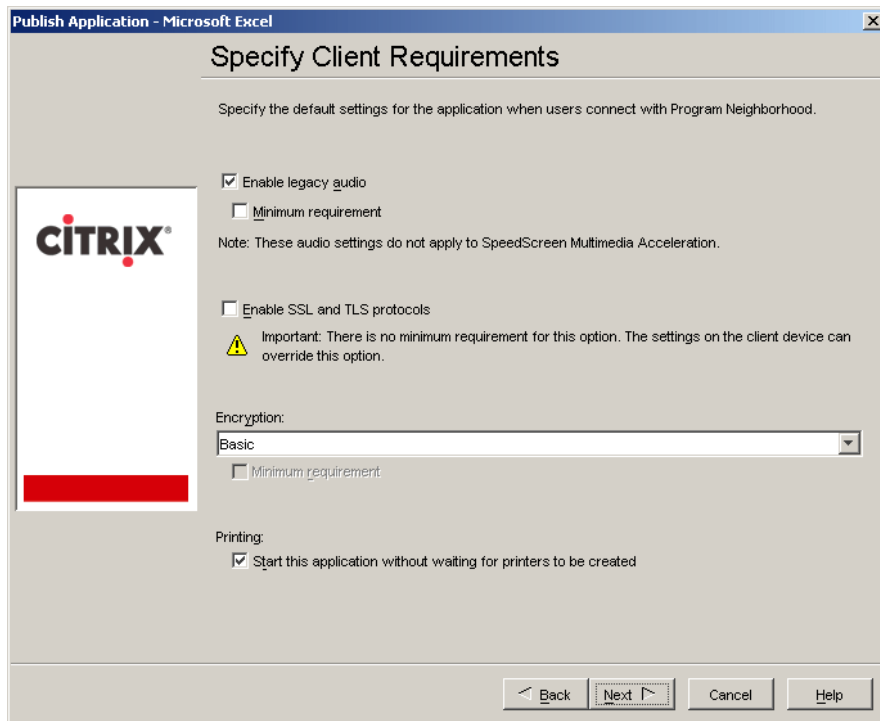 Publish Application - Microsoft Excel
Specify Client Requirements
Specify the default settings for the application when users connect with Program Neighborhood.
Enable legacy audio
Minimum requirement
Note: These audio settings do not apply to SpeedScreen Multimedia Acceleration.
CITRIX®
Enable SSL and TLS protocols
Important: There is no minimum requirement for this option. The settings on the client device can
override this option.
Encryption:
Basic
Minimum requirement
Printing:
Start this application without waiting for printers to be created
Back Next Cancel Help